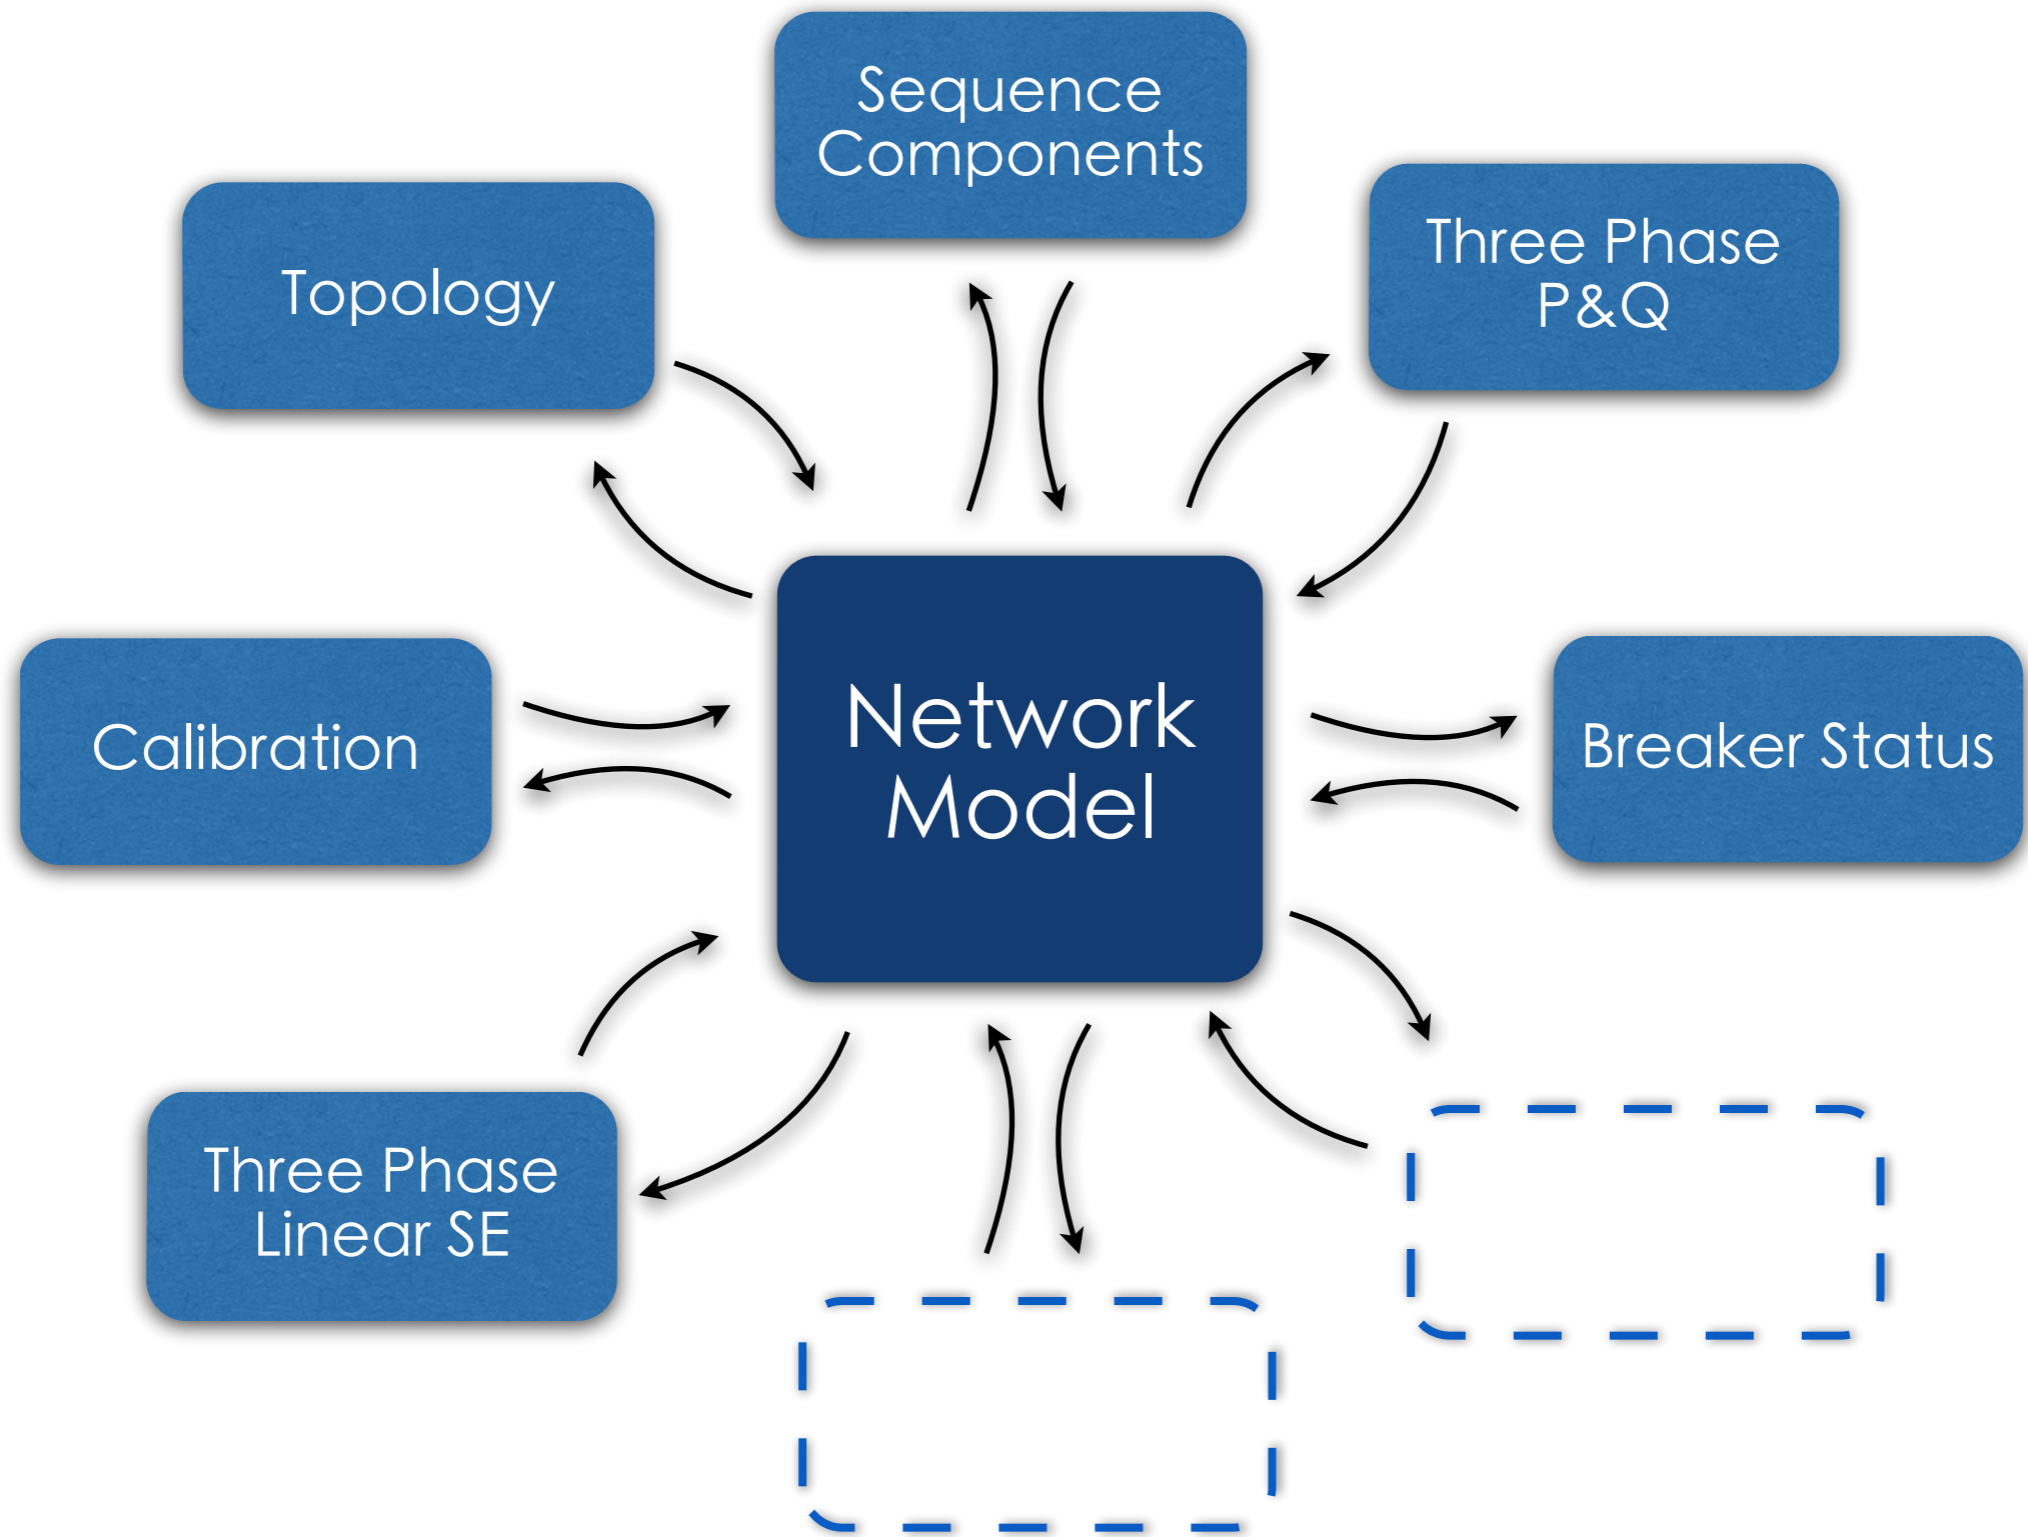 Sequence
Components
Topology
Three Phase
P&Q
Calibration
Network
Model
Breaker Status
Three Phase
Linear SE